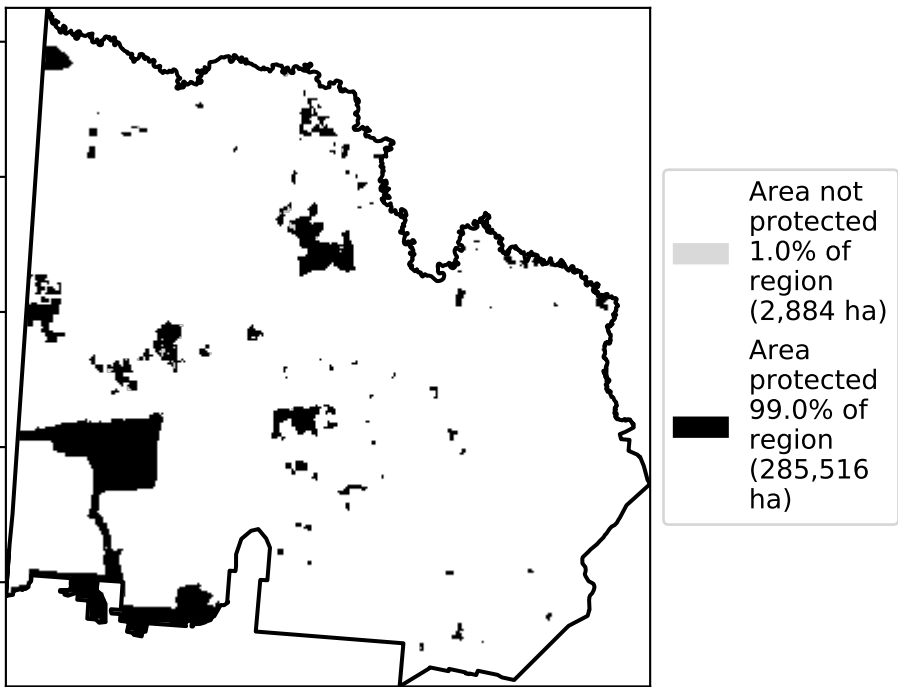 Area not
protected
1.0% of
region
(2,884 ha)
Area
protected
99.0% of
region
(285,516
ha)